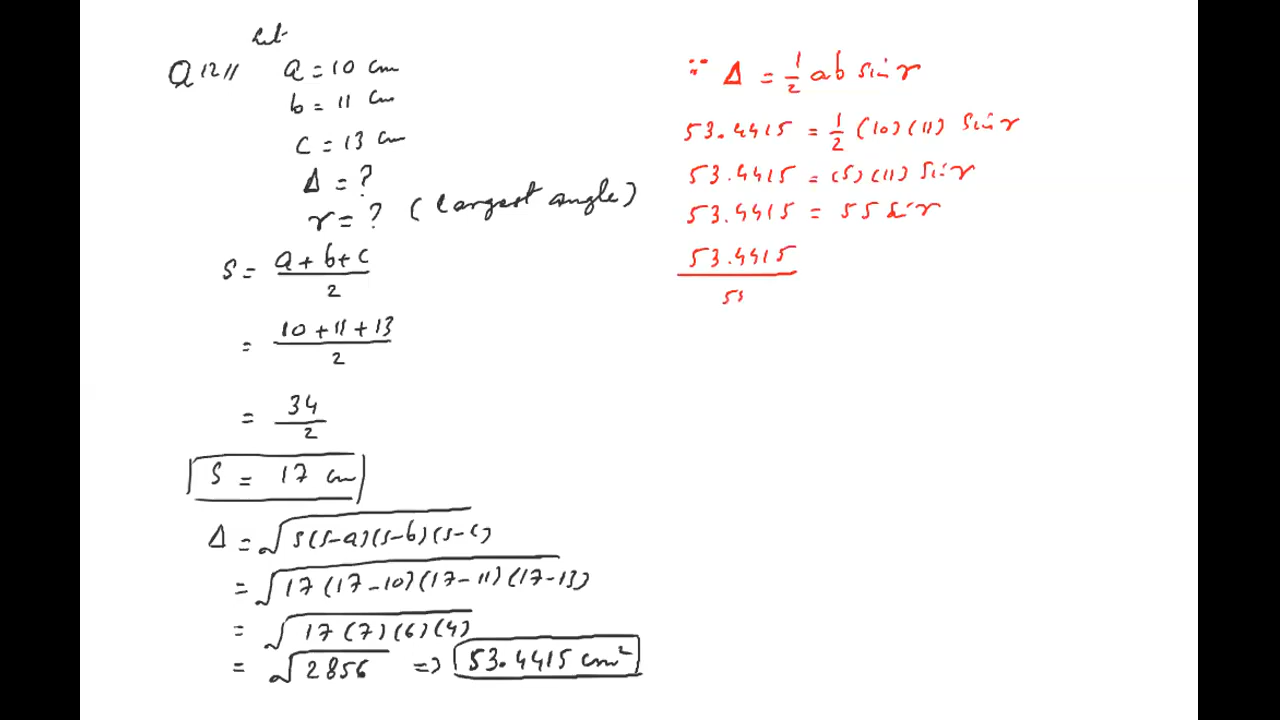 Let
Q12// a = 10 cm
b = 11 cm
c = 13 cm
Δ = ?
γ = ? (largest angle)
S = a + b + c / 2
= 10 + 11 + 13 / 2
= 34 / 2
S = 17 cm
Δ = √s(s-a)(s-b)(s-c)
= √17(17-10)(17-11)(17-13)
= √17(7)(6)(4)
= √2856 => 53.4415 cm²
∵ Δ = 1/2 ab sin γ
53.4415 = 1/2 (10)(11) sin γ
53.4415 = (5)(11) sin γ
53.4415 = 55 sin γ
53.4415 / 55